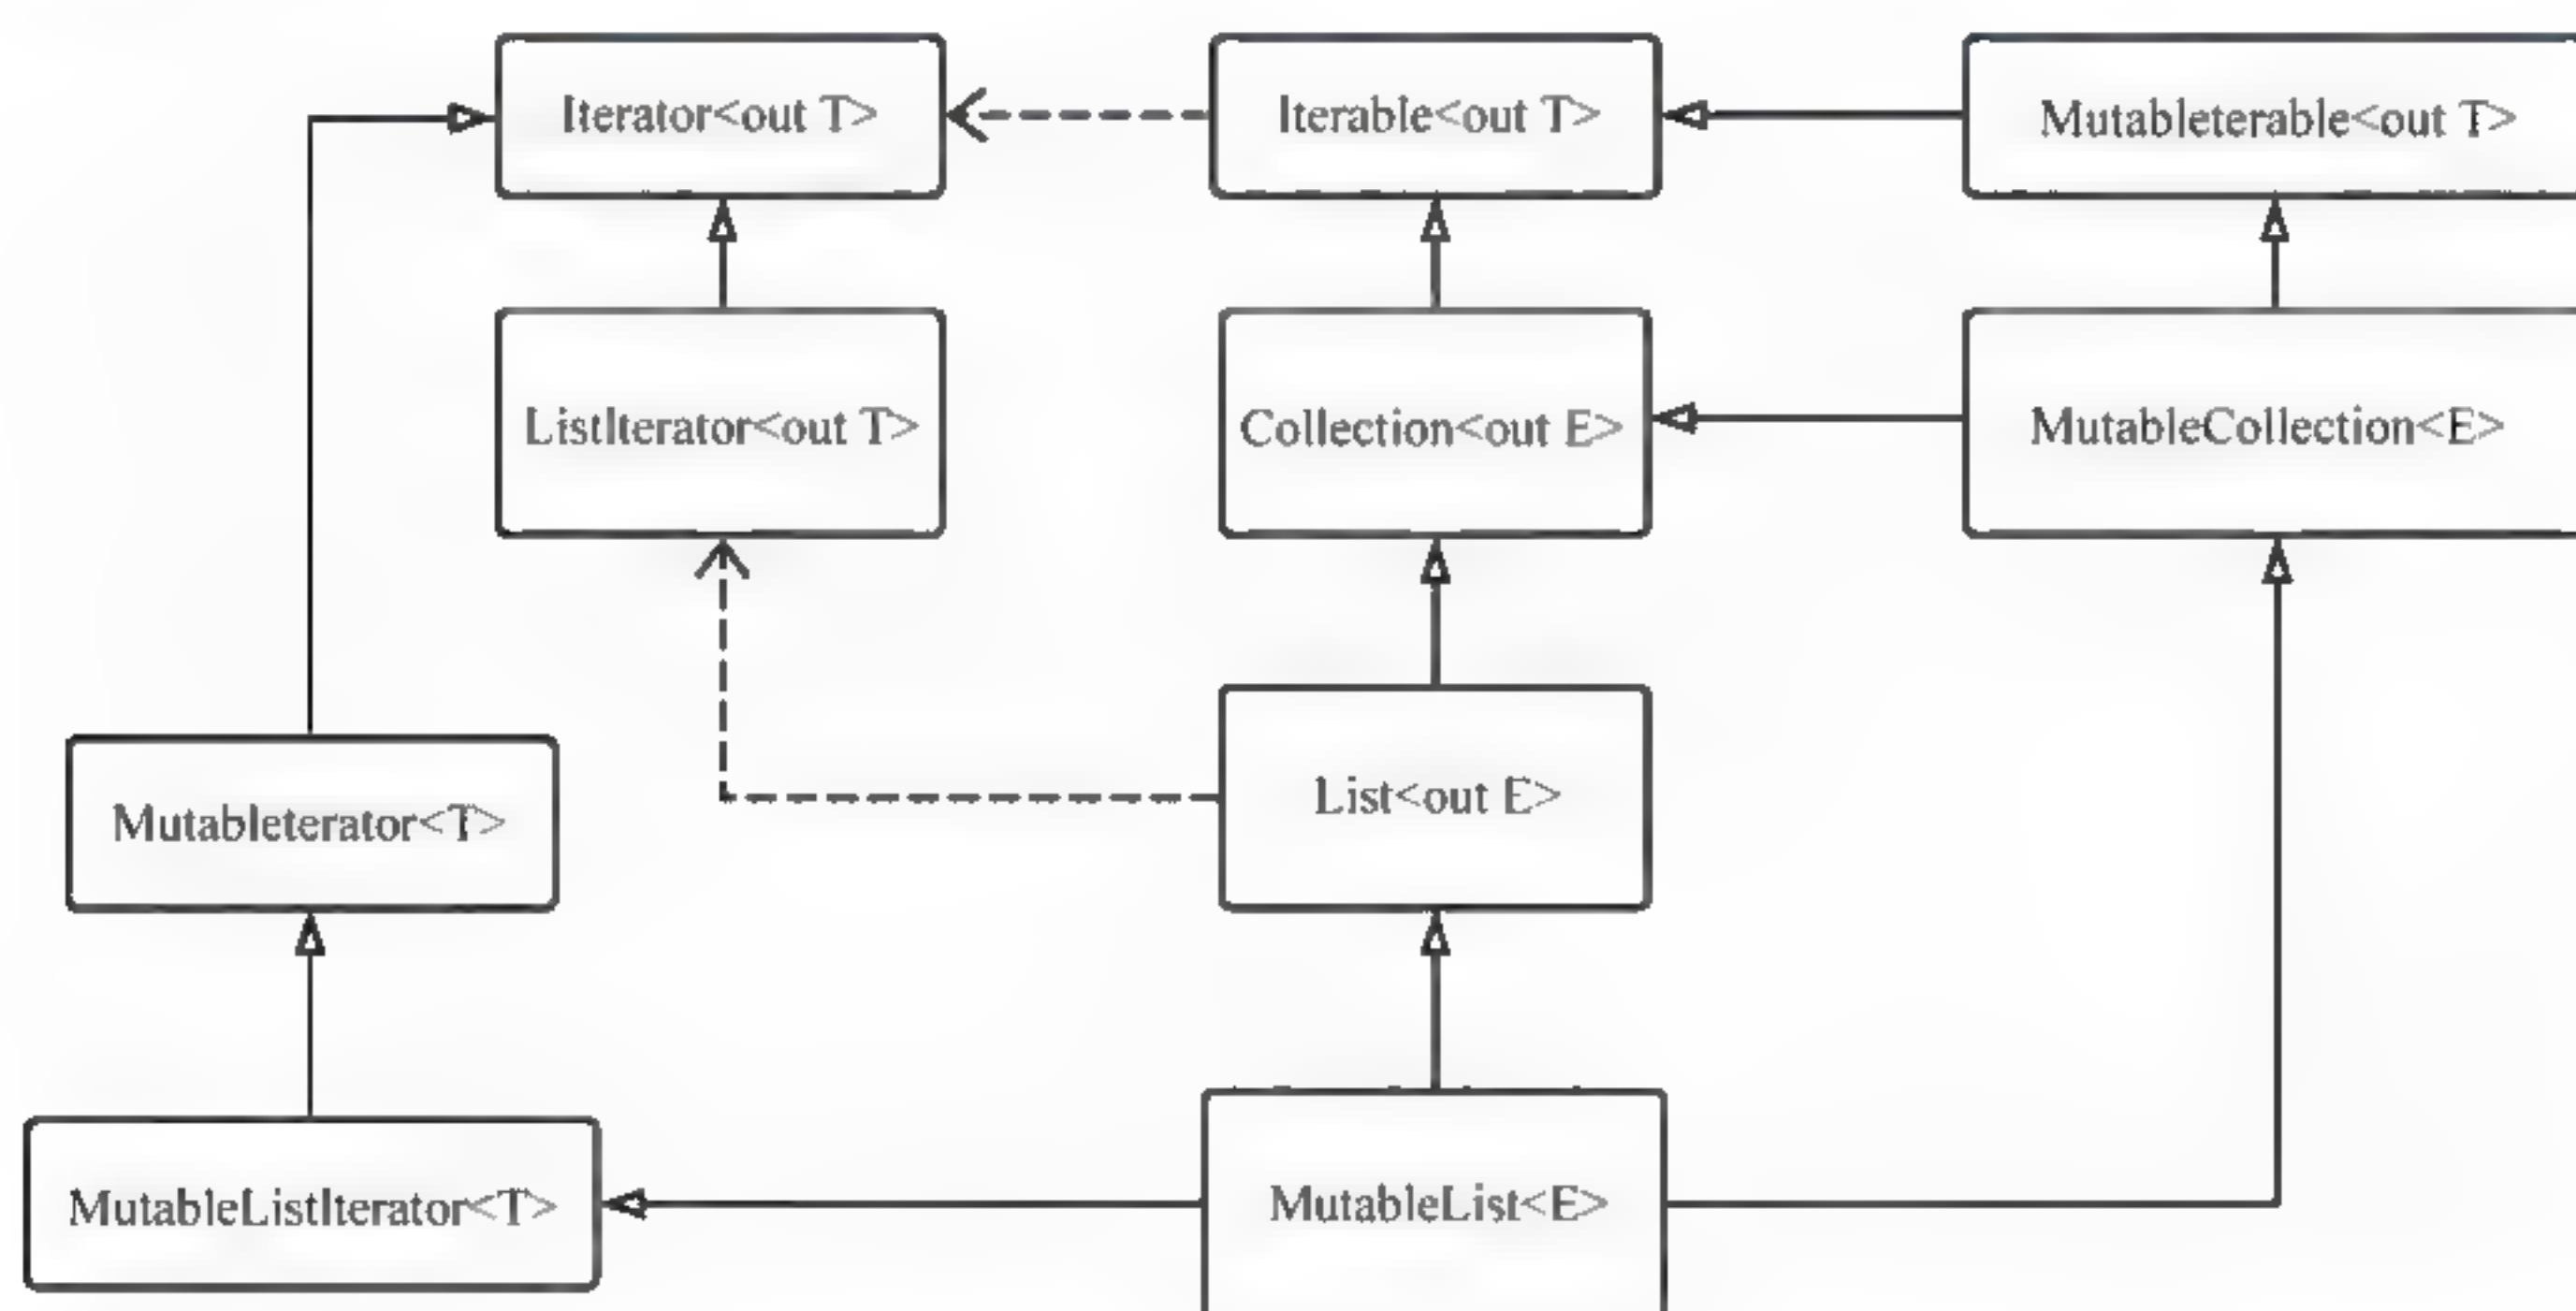 Iterator<out T>
Iterable<out T>
Mutableterable<out T>
ListIterator<out T>
Collection<out E>
MutableCollection<E>
List<out E>
Mutableterator<T>
MutableListIterator<T>
MutableList<E>